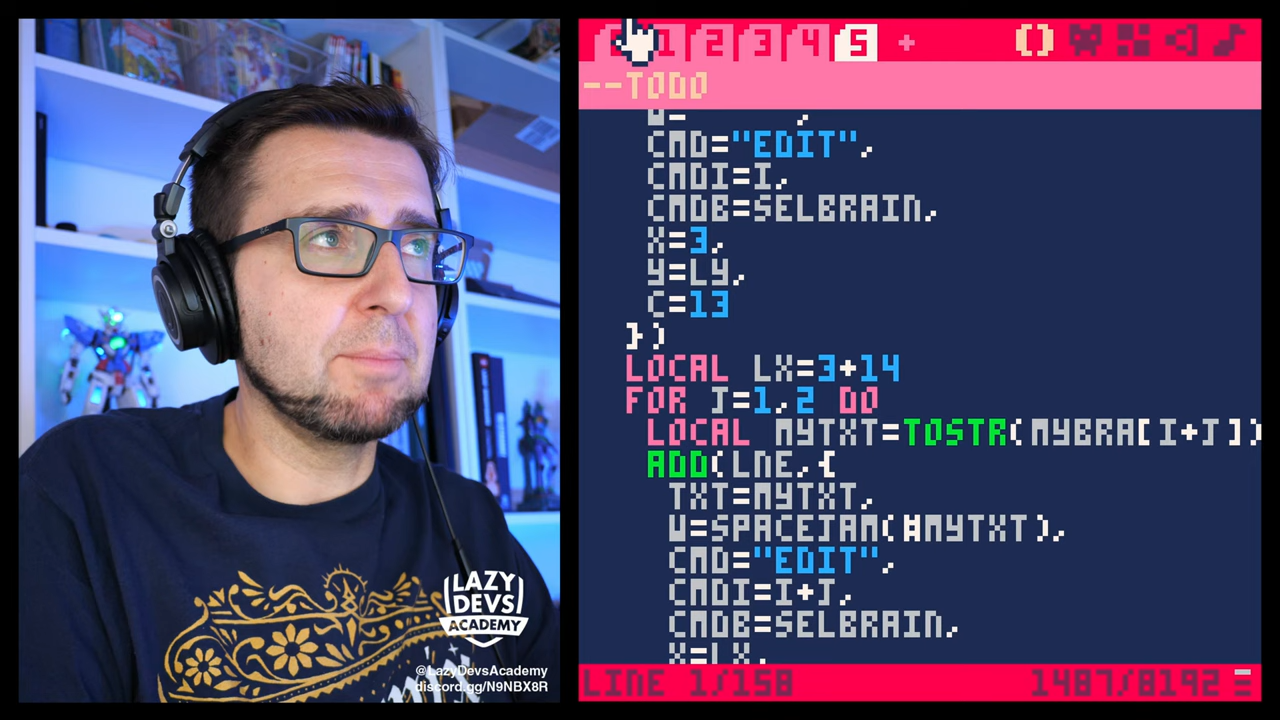 1 2 3 4 5 +
--TODO
W= ,
CMD="EDIT",
CMDI=I,
CMDB=SELBRAIN,
X=3,
Y=LY,
C=13
})
LOCAL LX=3+14
FOR J=1,2 DO
LOCAL MYTXT=TOSTR(MYBRA[I+J])
ADD(LNE,{
TXT=MYTXT,
W=SPACEJAM(#MYTXT),
CMD="EDIT",
CMDI=I+J,
CMDB=SELBRAIN,
X=LX,
LINE 1/158
1487/8192
LAZY
DEVS
ACADEMY
@LazyDevsAcademy
discord.gg/N9NBX8R